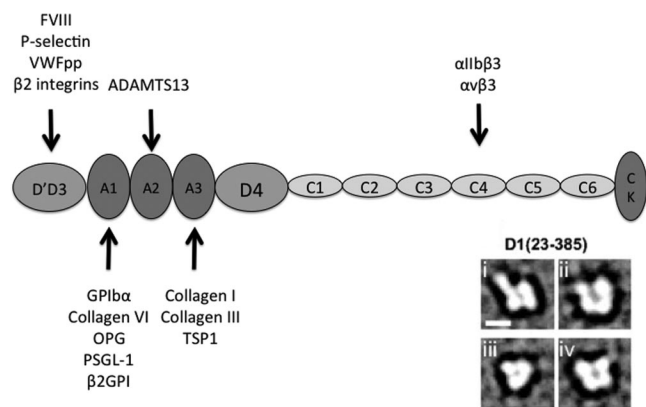 FVIII
P-selectin
VWFpp
β2 integrins
ADAMTS13
αIIbβ3
αvβ3
D'D3
A1
A2
A3
D4
C1
C2
C3
C4
C5
C6
C
K
GPIbα
Collagen VI
OPG
PSGL-1
β2GPI
Collagen I
Collagen III
TSP1
D1(23-385)
i
ii
iii
iv